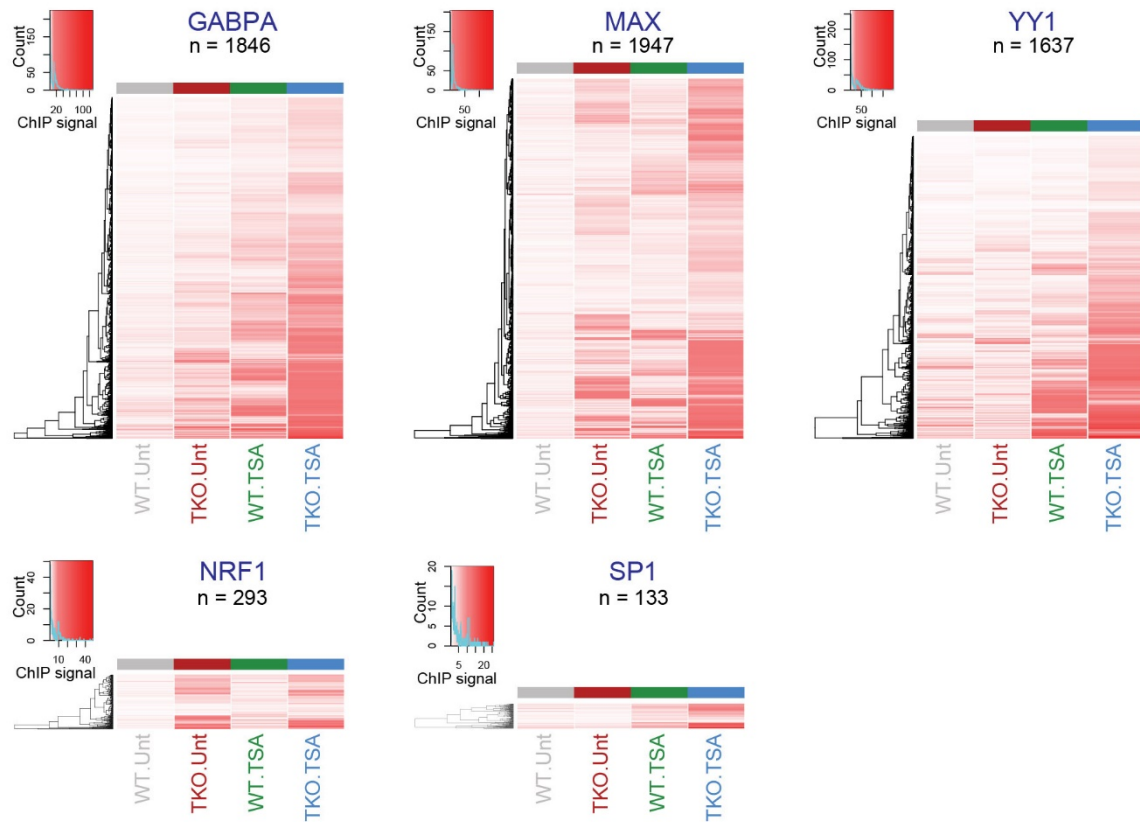 GABPA
n = 1846
Count
0 50 150
20 100
ChIP signal
WT.Unt
TKO.Unt
WT.TSA
TKO.TSA
MAX
n = 1947
Count
0 50 150
50
ChIP signal
WT.Unt
TKO.Unt
WT.TSA
TKO.TSA
YY1
n = 1637
Count
0 100 200
50
ChIP signal
WT.Unt
TKO.Unt
WT.TSA
TKO.TSA
NRF1
n = 293
Count
0 20 40
10 40
ChIP signal
WT.Unt
TKO.Unt
WT.TSA
TKO.TSA
SP1
n = 133
Count
0 5 10 15 20
5 20
ChIP signal
WT.Unt
TKO.Unt
WT.TSA
TKO.TSA